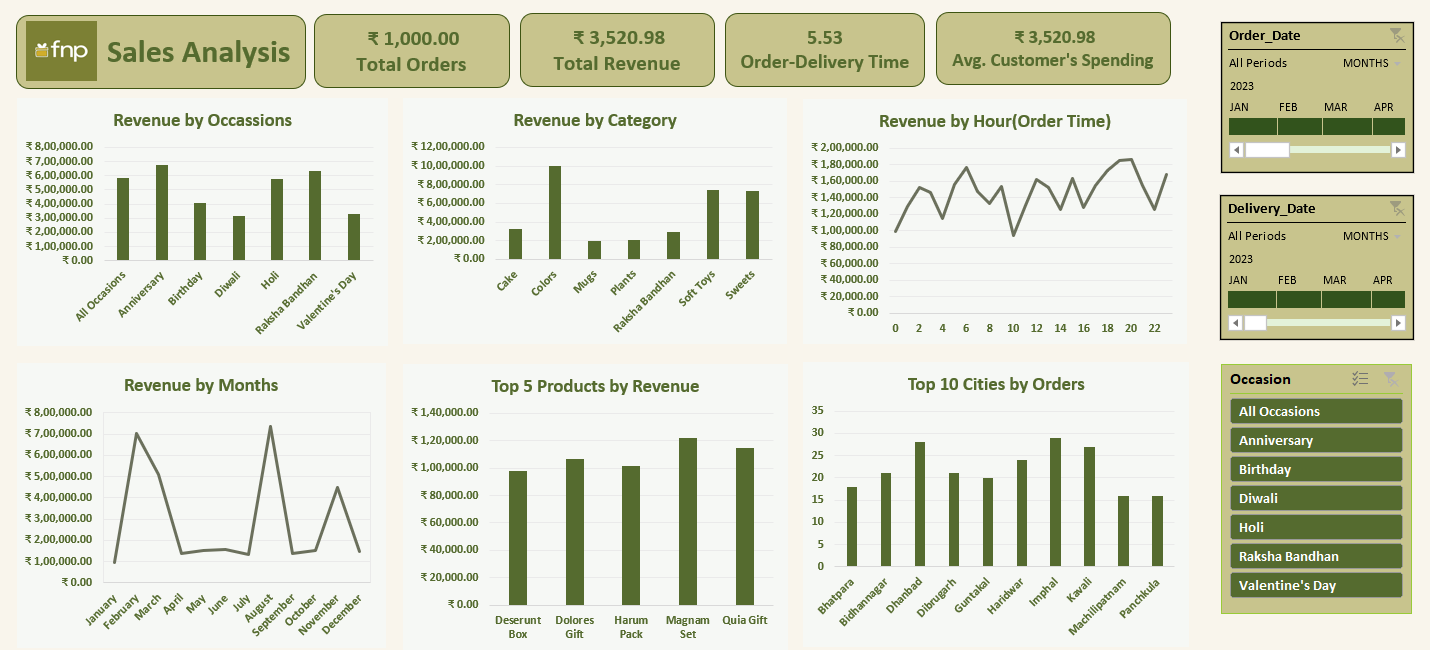 fnp
Sales Analysis
₹ 1,000.00
Total Orders
₹ 3,520.98
Total Revenue
5.53
Order-Delivery Time
₹ 3,520.98
Avg. Customer's Spending
Revenue by Occassions
₹ 8,00,000.00
₹ 7,00,000.00
₹ 6,00,000.00
₹ 5,00,000.00
₹ 4,00,000.00
₹ 3,00,000.00
₹ 2,00,000.00
₹ 1,00,000.00
₹ 0.00
All Occasions
Anniversary
Birthday
Diwali
Holi
Raksha Bandhan
Valentine's Day
Revenue by Category
₹ 12,00,000.00
₹ 10,00,000.00
₹ 8,00,000.00
₹ 6,00,000.00
₹ 4,00,000.00
₹ 2,00,000.00
₹ 0.00
Cake
Colors
Mugs
Plants
Raksha Bandhan
Soft Toys
Sweets
Revenue by Hour(Order Time)
₹ 2,00,000.00
₹ 1,80,000.00
₹ 1,60,000.00
₹ 1,40,000.00
₹ 1,20,000.00
₹ 1,00,000.00
₹ 80,000.00
₹ 60,000.00
₹ 40,000.00
₹ 20,000.00
₹ 0.00
0 2 4 6 8 10 12 14 16 18 20 22
Revenue by Months
₹ 8,00,000.00
₹ 7,00,000.00
₹ 6,00,000.00
₹ 5,00,000.00
₹ 4,00,000.00
₹ 3,00,000.00
₹ 2,00,000.00
₹ 1,00,000.00
₹ 0.00
January
February
March
April
May
June
July
August
September
October
November
December
Top 5 Products by Revenue
₹ 1,40,000.00
₹ 1,20,000.00
₹ 1,00,000.00
₹ 80,000.00
₹ 60,000.00
₹ 40,000.00
₹ 20,000.00
₹ 0.00
Deserunt
Box
Dolores
Gift
Harum
Pack
Magnam
Set
Quia Gift
Top 10 Cities by Orders
35
30
25
20
15
10
5
0
Bhatpara
Bidhannagar
Dhanbad
Dibrugarh
Guntakal
Haridwar
Imphal
Kavali
Machilipatnam
Panchkula
Order_Date
All Periods MONTHS
2023
JAN FEB MAR APR
Delivery_Date
All Periods MONTHS
2023
JAN FEB MAR APR
Occasion
All Occasions
Anniversary
Birthday
Diwali
Holi
Raksha Bandhan
Valentine's Day